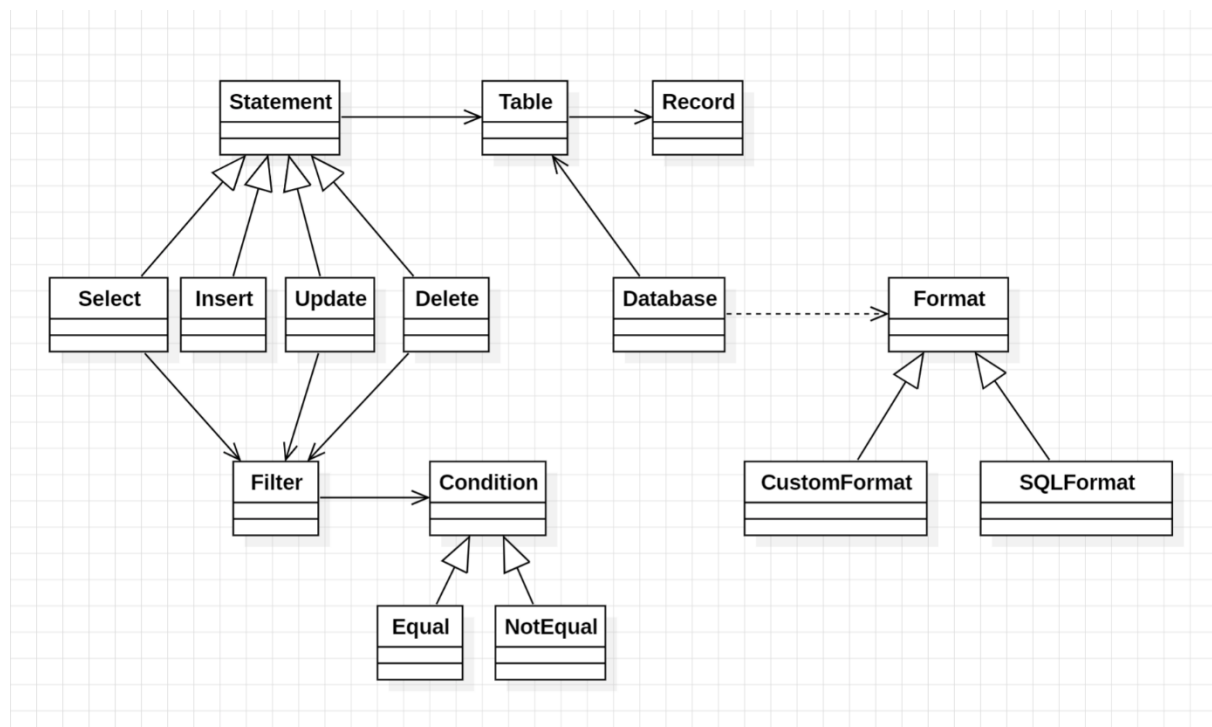 Statement
Table
Record
Select
Insert
Update
Delete
Database
Format
Filter
Condition
CustomFormat
SQLFormat
Equal
NotEqual